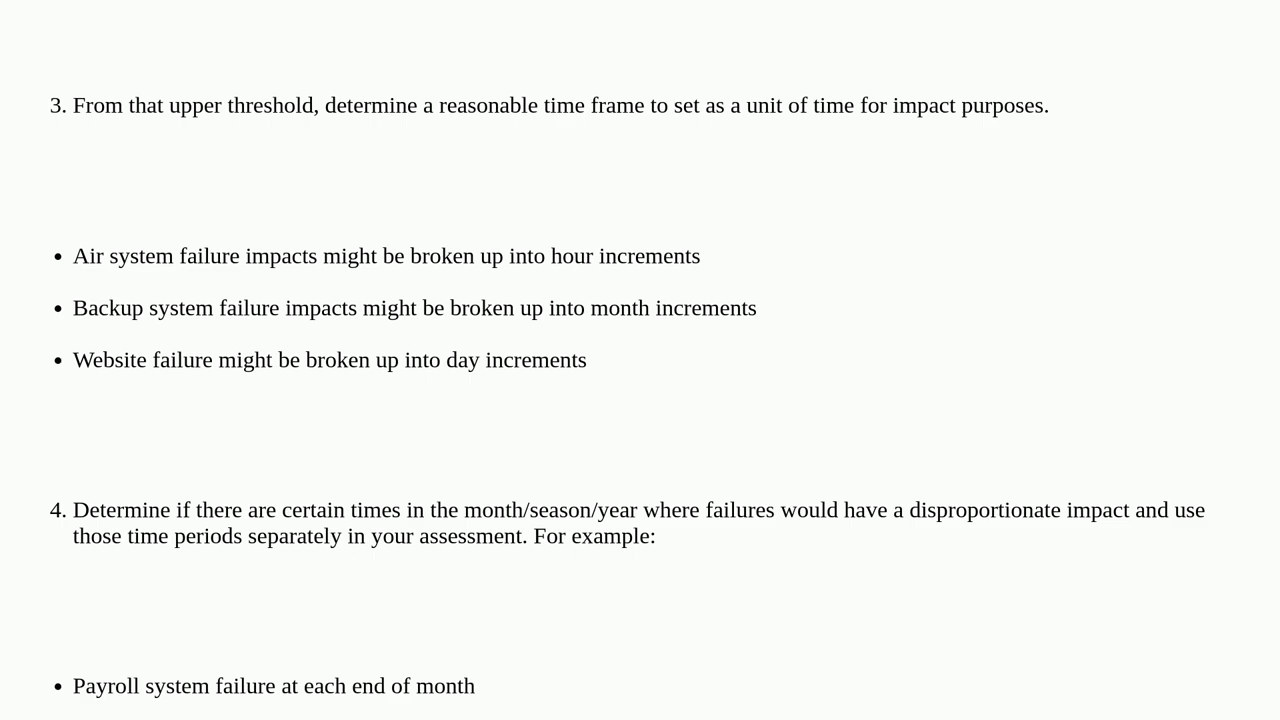 3. From that upper threshold, determine a reasonable time frame to set as a unit of time for impact purposes.
• Air system failure impacts might be broken up into hour increments
• Backup system failure impacts might be broken up into month increments
• Website failure might be broken up into day increments
4. Determine if there are certain times in the month/season/year where failures would have a disproportionate impact and use
those time periods separately in your assessment. For example:
• Payroll system failure at each end of month